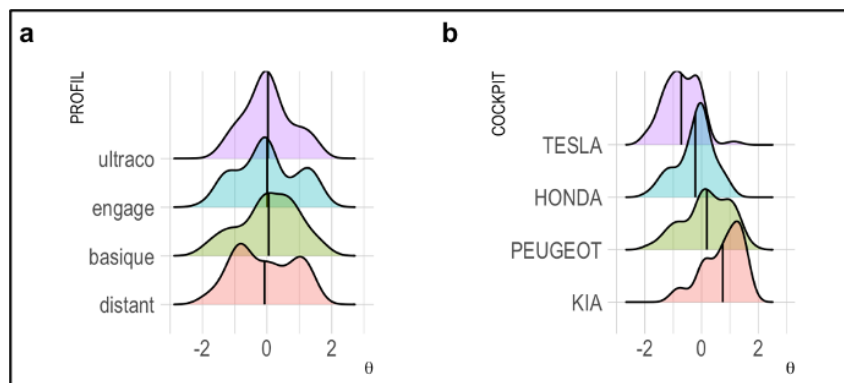 a
PROFIL
ultraco
engage
basique
distant
-2 0 2
θ
b
COCKPIT
TESLA
HONDA
PEUGEOT
KIA
-2 0 2
θ